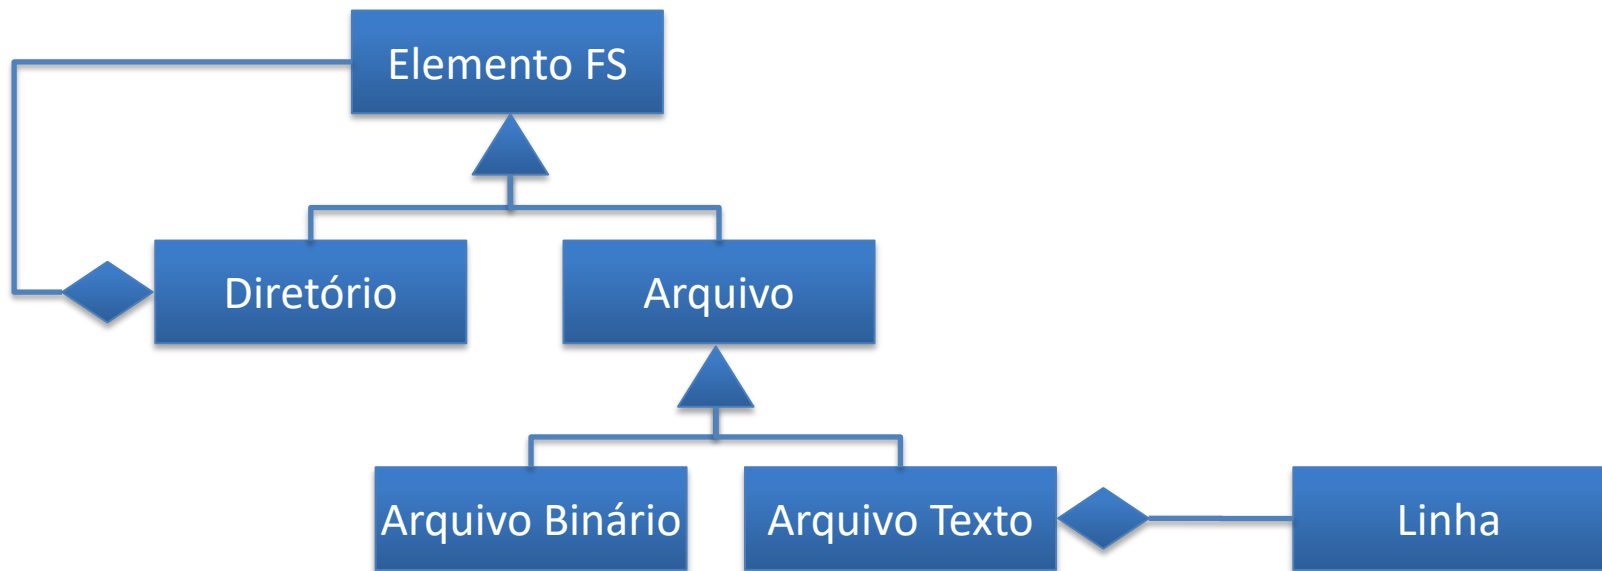 Elemento FS
Diretório
Arquivo
Arquivo Binário
Arquivo Texto
Linha